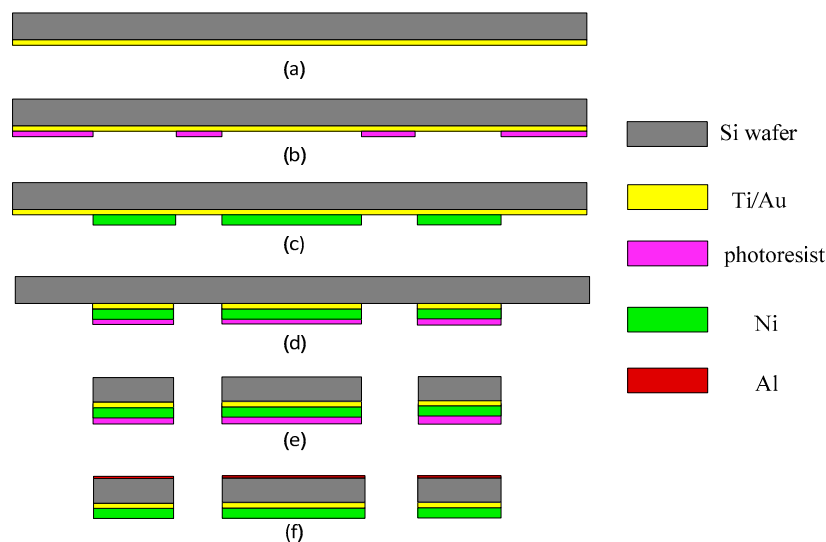 (a)
(b)
(c)
(d)
(e)
(f)
Si wafer
Ti/Au
photoresist
Ni
Al